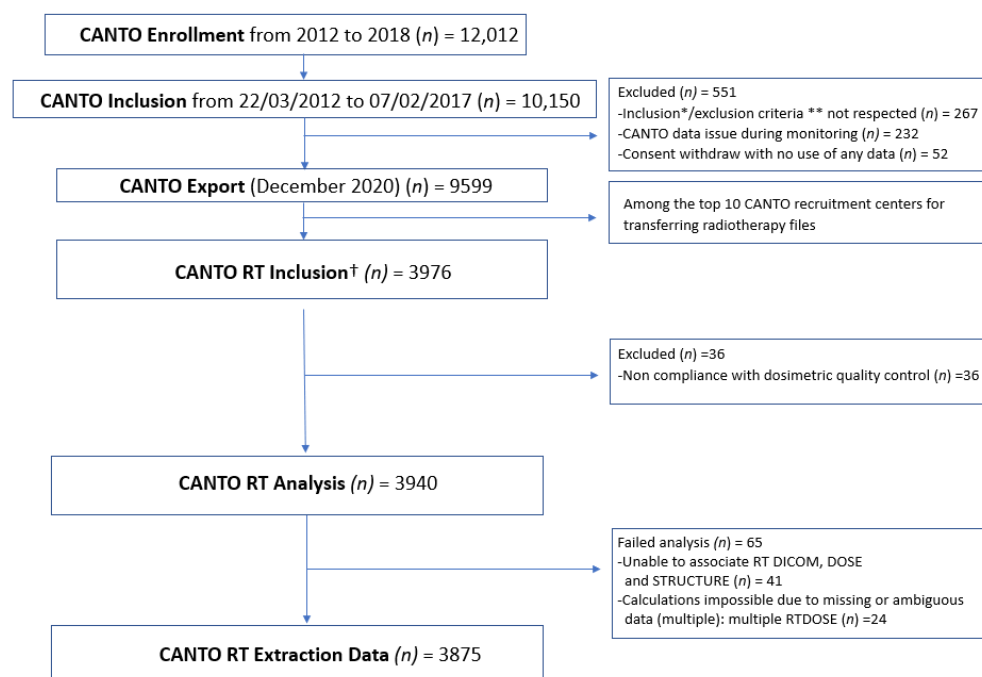 CANTO Enrollment from 2012 to 2018 (n) = 12,012
CANTO Inclusion from 22/03/2012 to 07/02/2017 (n) = 10,150
Excluded (n) = 551
-Inclusion*/exclusion criteria ** not respected (n) = 267
-CANTO data issue during monitoring (n) = 232
-Consent withdraw with no use of any data (n) = 52
CANTO Export (December 2020) (n) = 9599
Among the top 10 CANTO recruitment centers for
transferring radiotherapy files
CANTO RT Inclusion† (n) = 3976
Excluded (n) =36
-Non compliance with dosimetric quality control (n) =36
CANTO RT Analysis (n) = 3940
Failed analysis (n) = 65
-Unable to associate RT DICOM, DOSE
and STRUCTURE (n) = 41
-Calculations impossible due to missing or ambiguous
data (multiple): multiple RTDOSE (n) =24
CANTO RT Extraction Data (n) = 3875